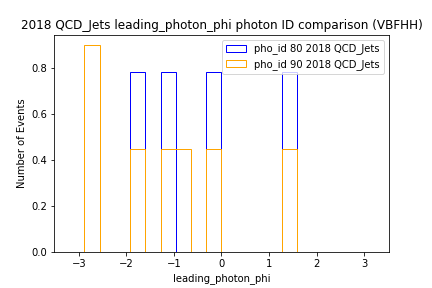 2018 QCD_Jets leading_photon_phi photon ID comparison (VBFHH)
pho_id 80 2018 QCD_Jets
pho_id 90 2018 QCD_Jets
Number of Events
0.8
0.6
0.4
0.2
0.0
−3 −2 −1 0 1 2 3
leading_photon_phi